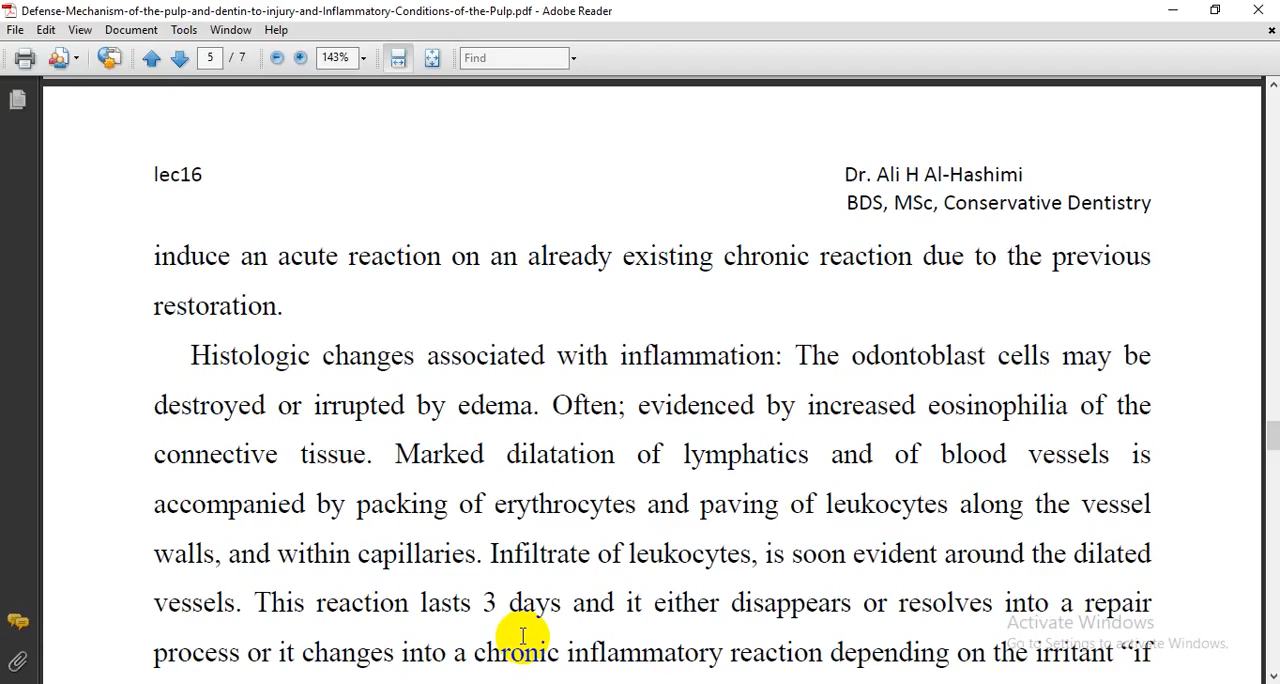 Defense-Mechanism-of-the-pulp-and-dentin-to-injury-and-Inflammatory-Conditions-of-the-Pulp.pdf - Adobe Reader
File Edit View Document Tools Window Help
5 / 7 143% Find
lec16 Dr. Ali H Al-Hashimi
BDS, MSc, Conservative Dentistry
induce an acute reaction on an already existing chronic reaction due to the previous
restoration.
Histologic changes associated with inflammation: The odontoblast cells may be
destroyed or irrupted by edema. Often; evidenced by increased eosinophilia of the
connective tissue. Marked dilatation of lymphatics and of blood vessels is
accompanied by packing of erythrocytes and paving of leukocytes along the vessel
walls, and within capillaries. Infiltrate of leukocytes, is soon evident around the dilated
vessels. This reaction lasts 3 days and it either disappears or resolves into a repair
Activate Windows
Go to Settings to activate Windows.
process or it changes into a chronic inflammatory reaction depending on the irritant “if